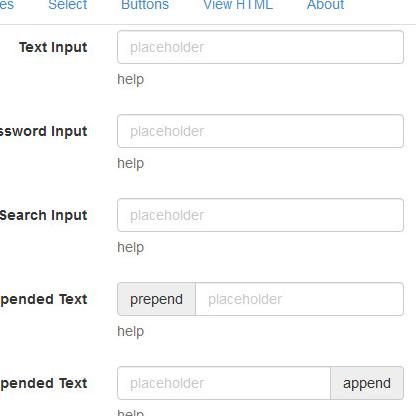 es Select Buttons View HTML About
Text Input placeholder
help
ssword Input placeholder
help
Search Input placeholder
help
pended Text prepend placeholder
help
pended Text placeholder append
help